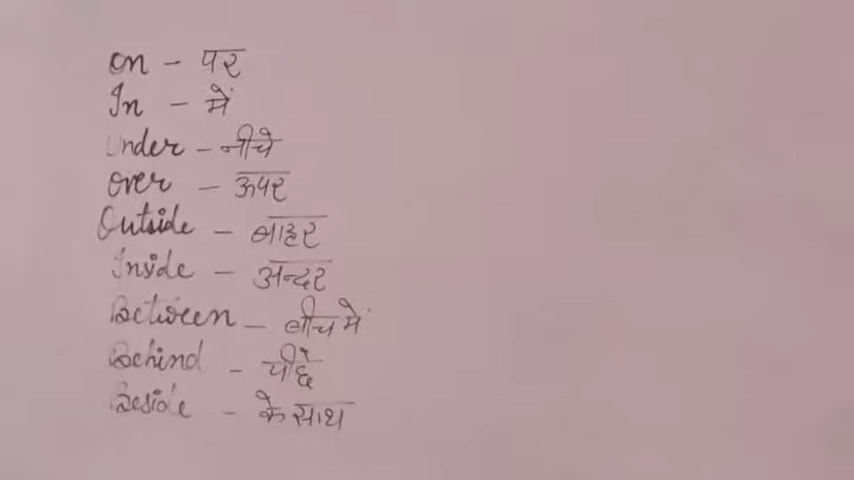 on - पर
In - में
Under - नीचे
over - ऊपर
Outside - बाहर
Inside - अन्दर
Between - बीच में
Behind - पीछे
Beside - के साथ